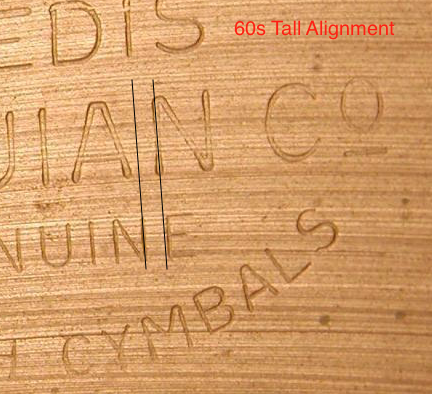 60s Tall Alignment
EDIS
JIAN Cº
NUINE
H CYMBALS